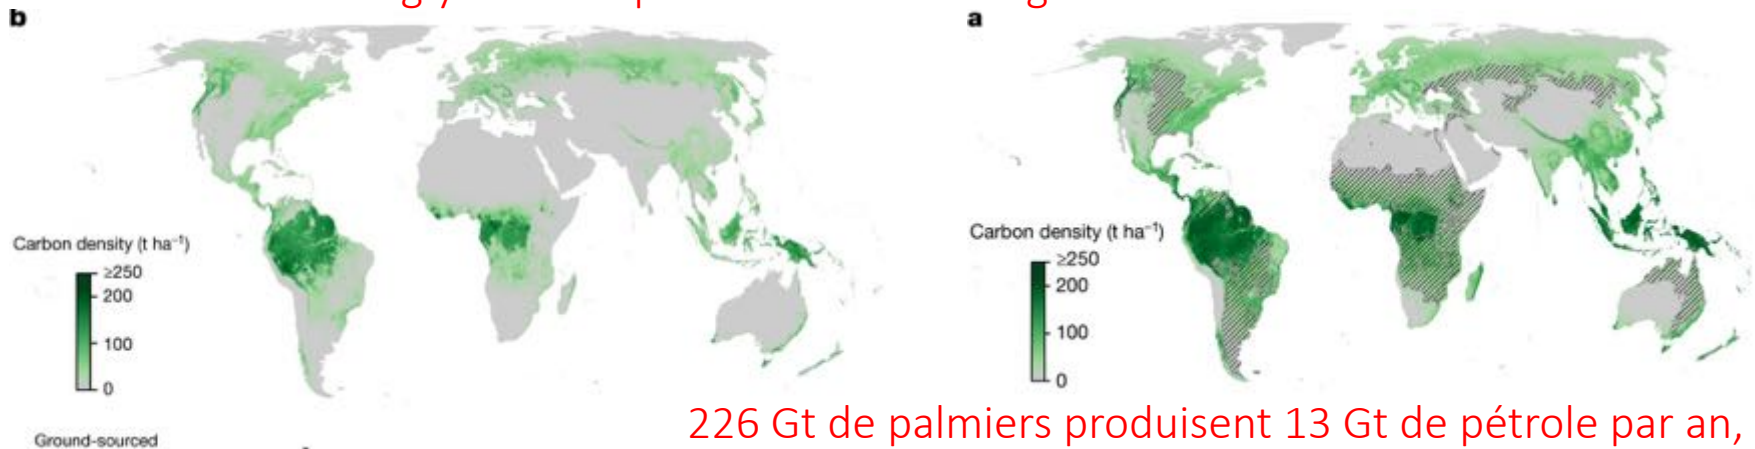 b
a
Carbon density (t ha⁻¹)
≥250
200
100
0
Carbon density (t ha⁻¹)
≥250
200
100
0
226 Gt de palmiers produisent 13 Gt de pétrole par an,
Ground-sourced